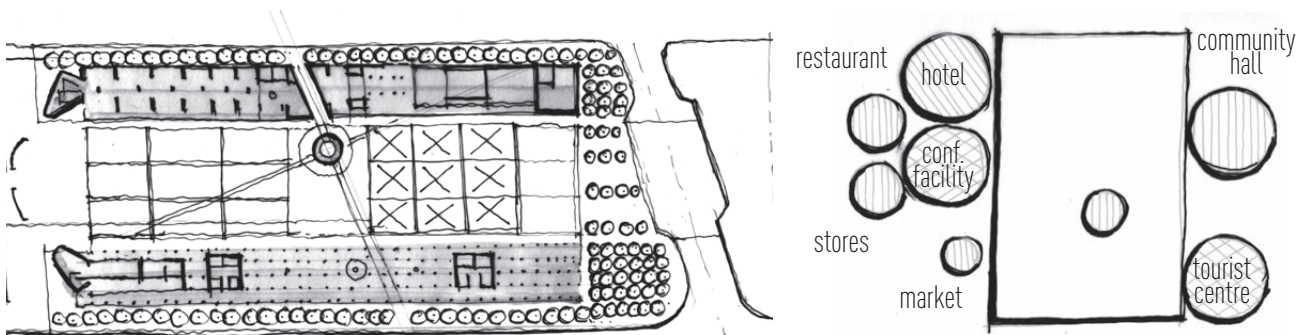 restaurant
hotel
community
hall
conf.
facility
stores
market
tourist
centre